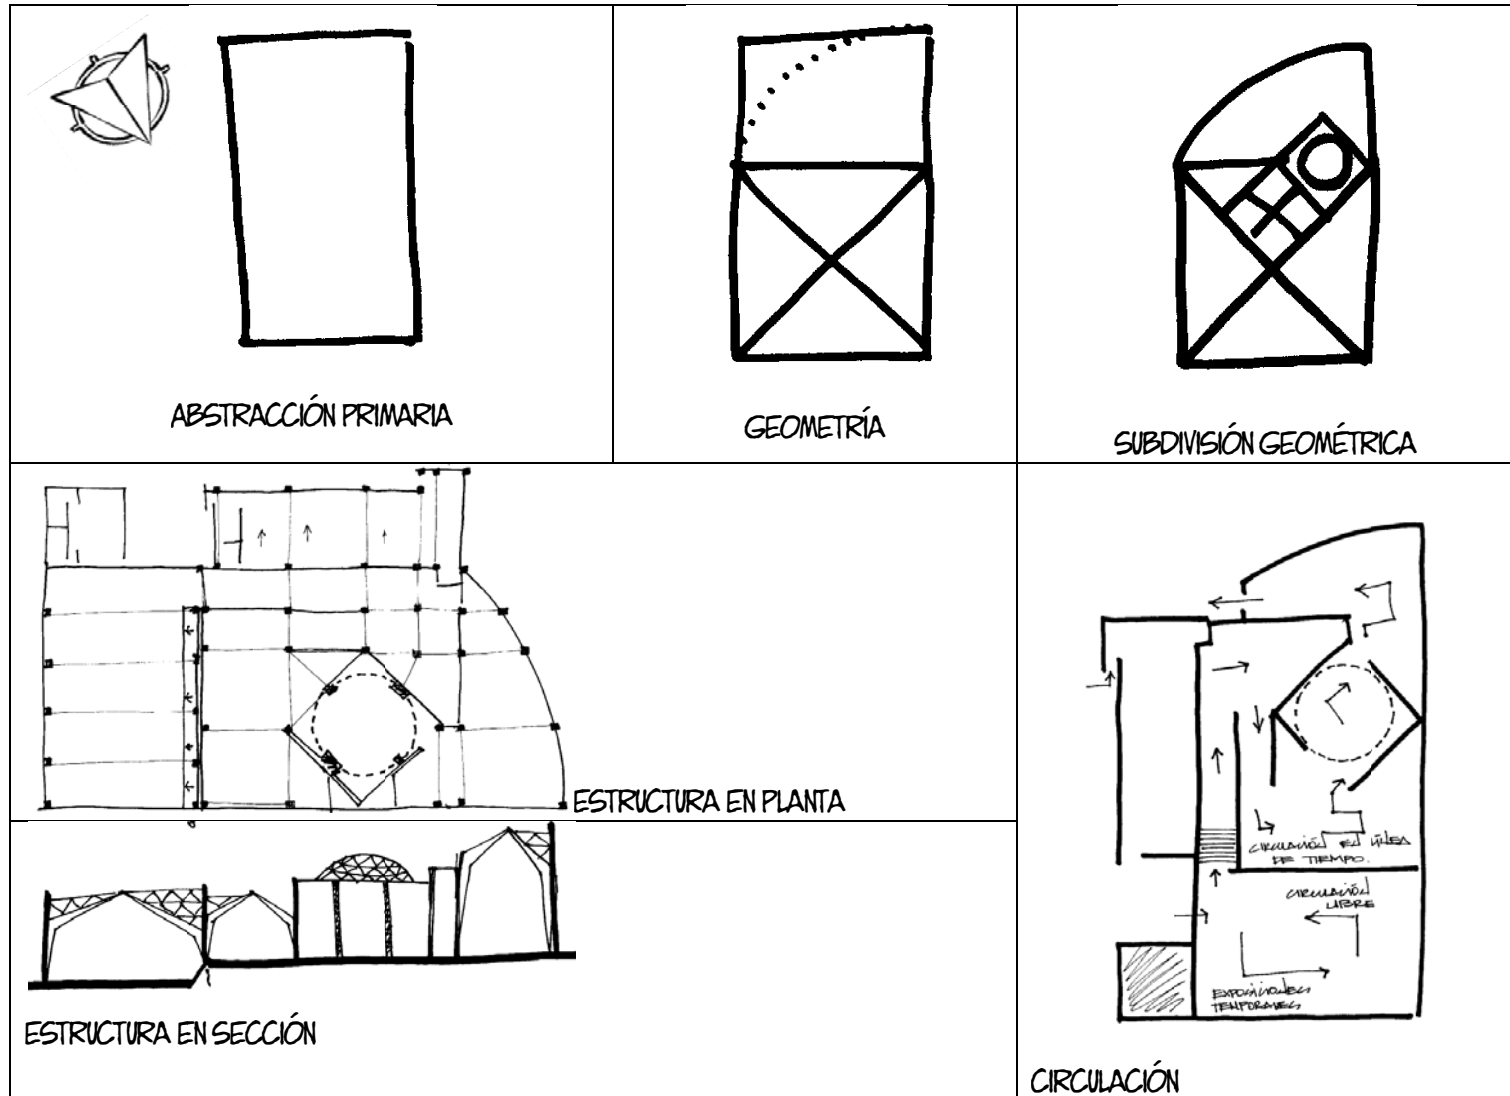 ABSTRACCIÓN PRIMARIA
GEOMETRÍA
SUBDIVISIÓN GEOMÉTRICA
ESTRUCTURA EN PLANTA
ESTRUCTURA EN SECCIÓN
CIRCULACIÓN EN LÍNEA
DE TIEMPO.
CIRCULACIÓN
LIBRE
EXPOSICIONES
TEMPORALES
CIRCULACIÓN